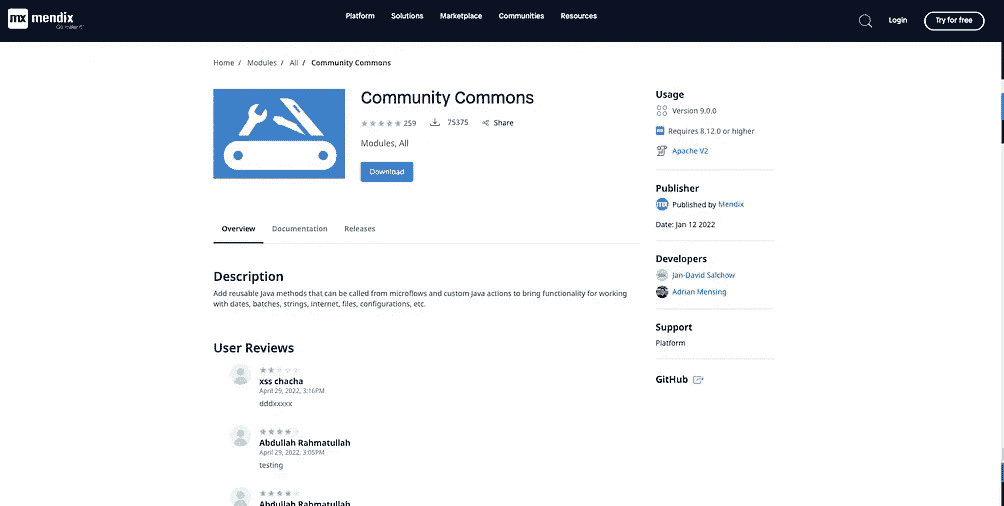 mx mendix
Go make it
Platform Solutions Marketplace Communities Resources
Login
Try for free
Home / Modules / All / Community Commons
Community Commons
259 75375 Share
Modules, All
Download
Overview Documentation Releases
Description
Add reusable Java methods that can be called from microflows and custom Java actions to bring functionality for working
with dates, batches, strings, internet, files, configurations, etc.
User Reviews
xss chacha
April 29, 2022, 3:16PM
dddxxxxx
Abdullah Rahmatullah
April 29, 2022, 3:05PM
testing
Abdullah Rahmatullah
Usage
Version 9.0.0
Requires 8.12.0 or higher
Apache V2
Publisher
mx Published by Mendix
Date: Jan 12 2022
Developers
Jan-David Salchow
Adrian Mensing
Support
Platform
GitHub